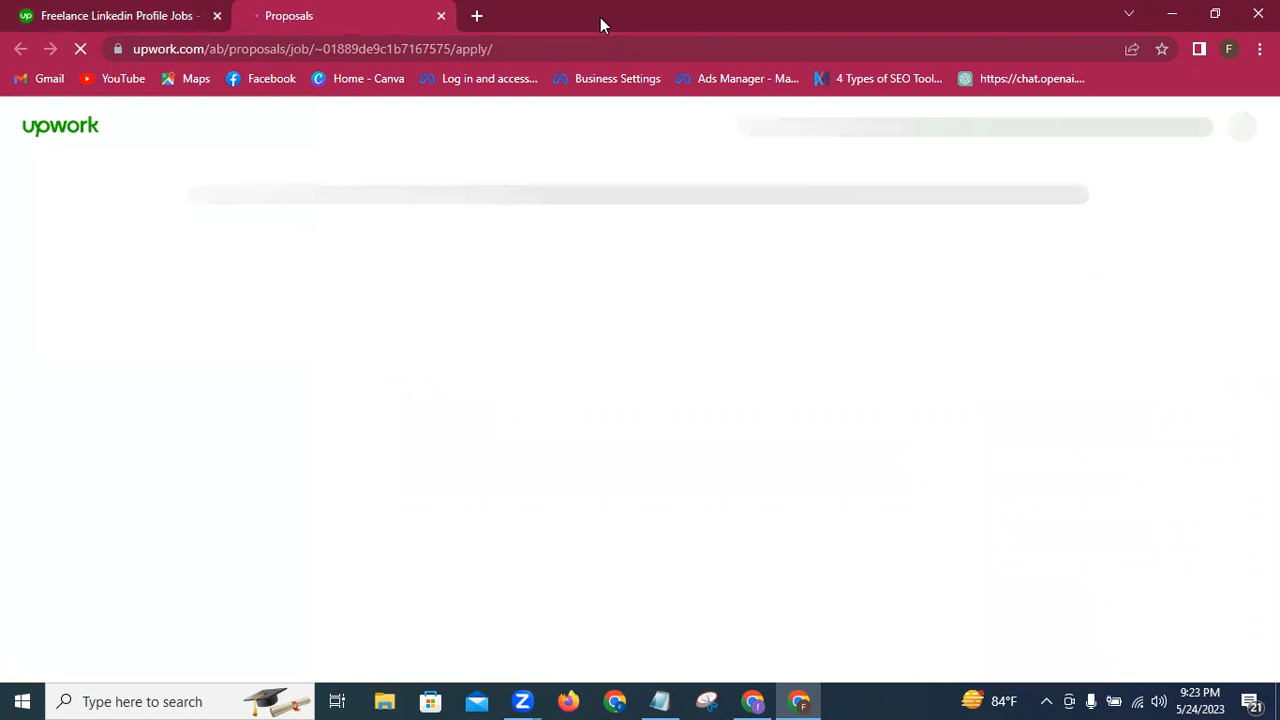 Freelance Linkedin Profile Jobs -
Proposals
upwork.com/ab/proposals/job/~01889de9c1b7167575/apply/
F
Gmail
YouTube
Maps
Facebook
Home - Canva
Log in and access...
Business Settings
Ads Manager - Ma...
4 Types of SEO Tool...
https://chat.openai....
upwork
Type here to search
84°F
9:23 PM
5/24/2023
21